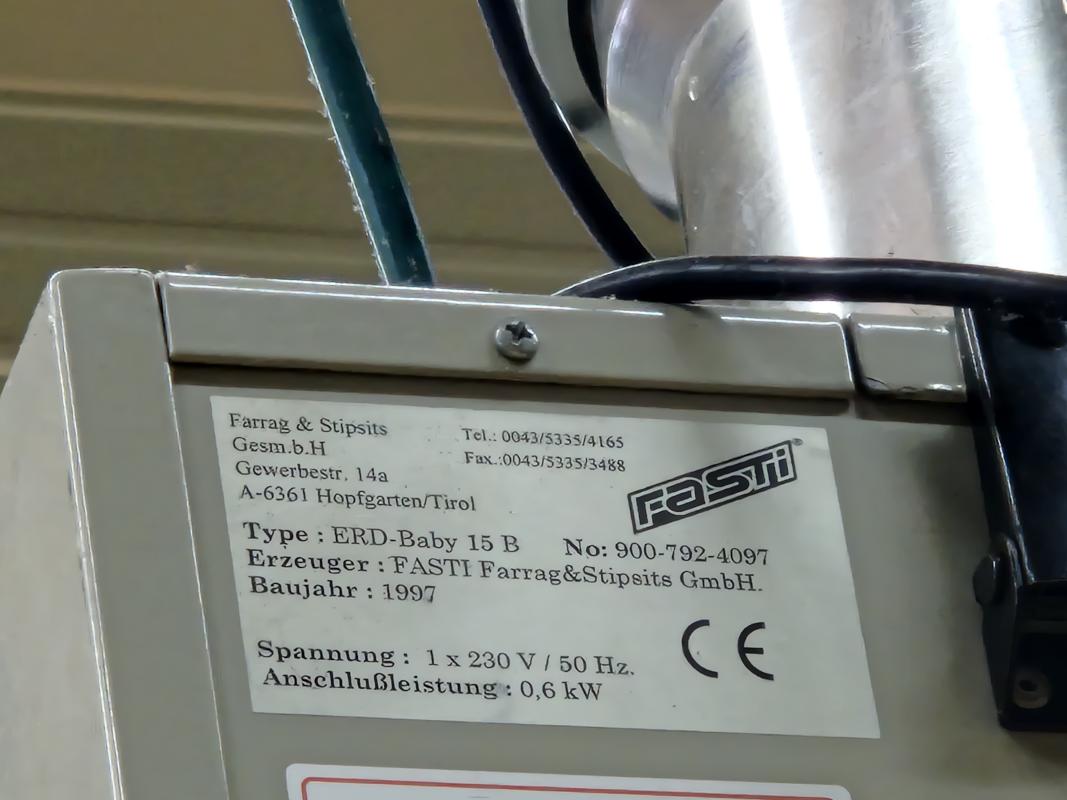 Farrag & Stipsits
Gesm.b.H
Gewerbestr. 14a
A-6361 Hopfgarten/Tirol
Tel.: 0043/5335/4165
Fax.:0043/5335/3488
FASTi®
Type : ERD-Baby 15 B No: 900-792-4097
Erzeuger : FASTI Farrag&Stipsits GmbH.
Baujahr : 1997
Spannung : 1 x 230 V / 50 Hz.
Anschlußleistung : 0,6 kW
CE